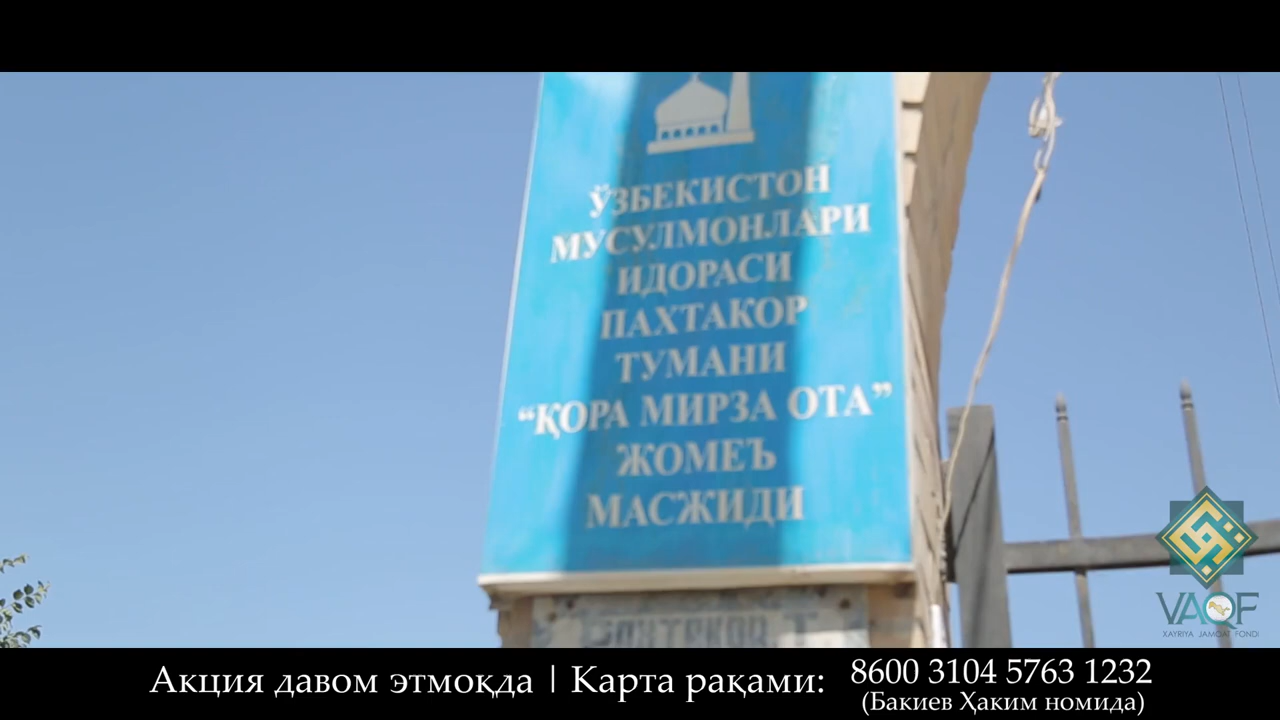 ЎЗБЕКИСТОН
МУСУЛМОНЛАРИ
ИДОРАСИ
ПАХТАКОР
ТУМАНИ
“ҚОРА МИРЗА ОТА”
ЖОМЕЪ
МАСЖИДИ
VAQF
XAYRIYA JAMOAT FONDI
Акция давом этмоқда | Карта рақами: 8600 3104 5763 1232
(Бакиев Ҳаким номида)